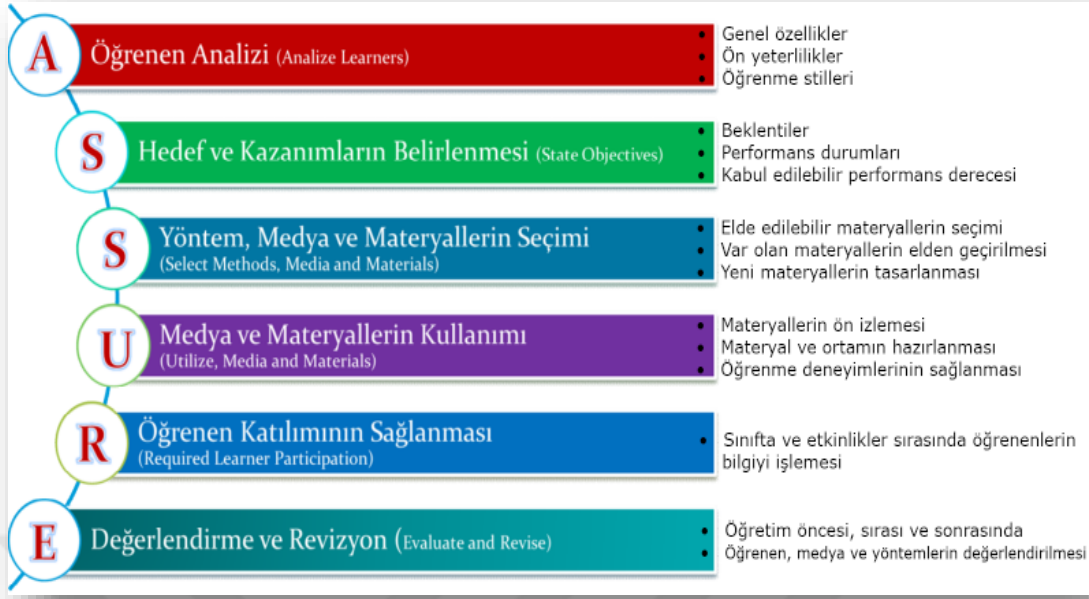 A
Öğrenen Analizi (Analize Learners)
• Genel özellikler
• Ön yeterlilikler
• Öğrenme stilleri
S
Hedef ve Kazanımların Belirlenmesi (State Objectives)
• Beklentiler
• Performans durumları
• Kabul edilebilir performans derecesi
S
Yöntem, Medya ve Materyallerin Seçimi
(Select Methods, Media and Materials)
• Elde edilebilir materyallerin seçimi
• Var olan materyallerin elden geçirilmesi
• Yeni materyallerin tasarlanması
U
Medya ve Materyallerin Kullanımı
(Utilize, Media and Materials)
• Materyallerin ön izlemesi
• Materyal ve ortamın hazırlanması
• Öğrenme deneyimlerinin sağlanması
R
Öğrenen Katılımının Sağlanması
(Required Learner Participation)
• Sınıfta ve etkinlikler sırasında öğrenenlerin
bilgiyi işlemesi
E
Değerlendirme ve Revizyon (Evaluate and Revise)
• Öğretim öncesi, sırası ve sonrasında
• Öğrenen, medya ve yöntemlerin değerlendirilmesi